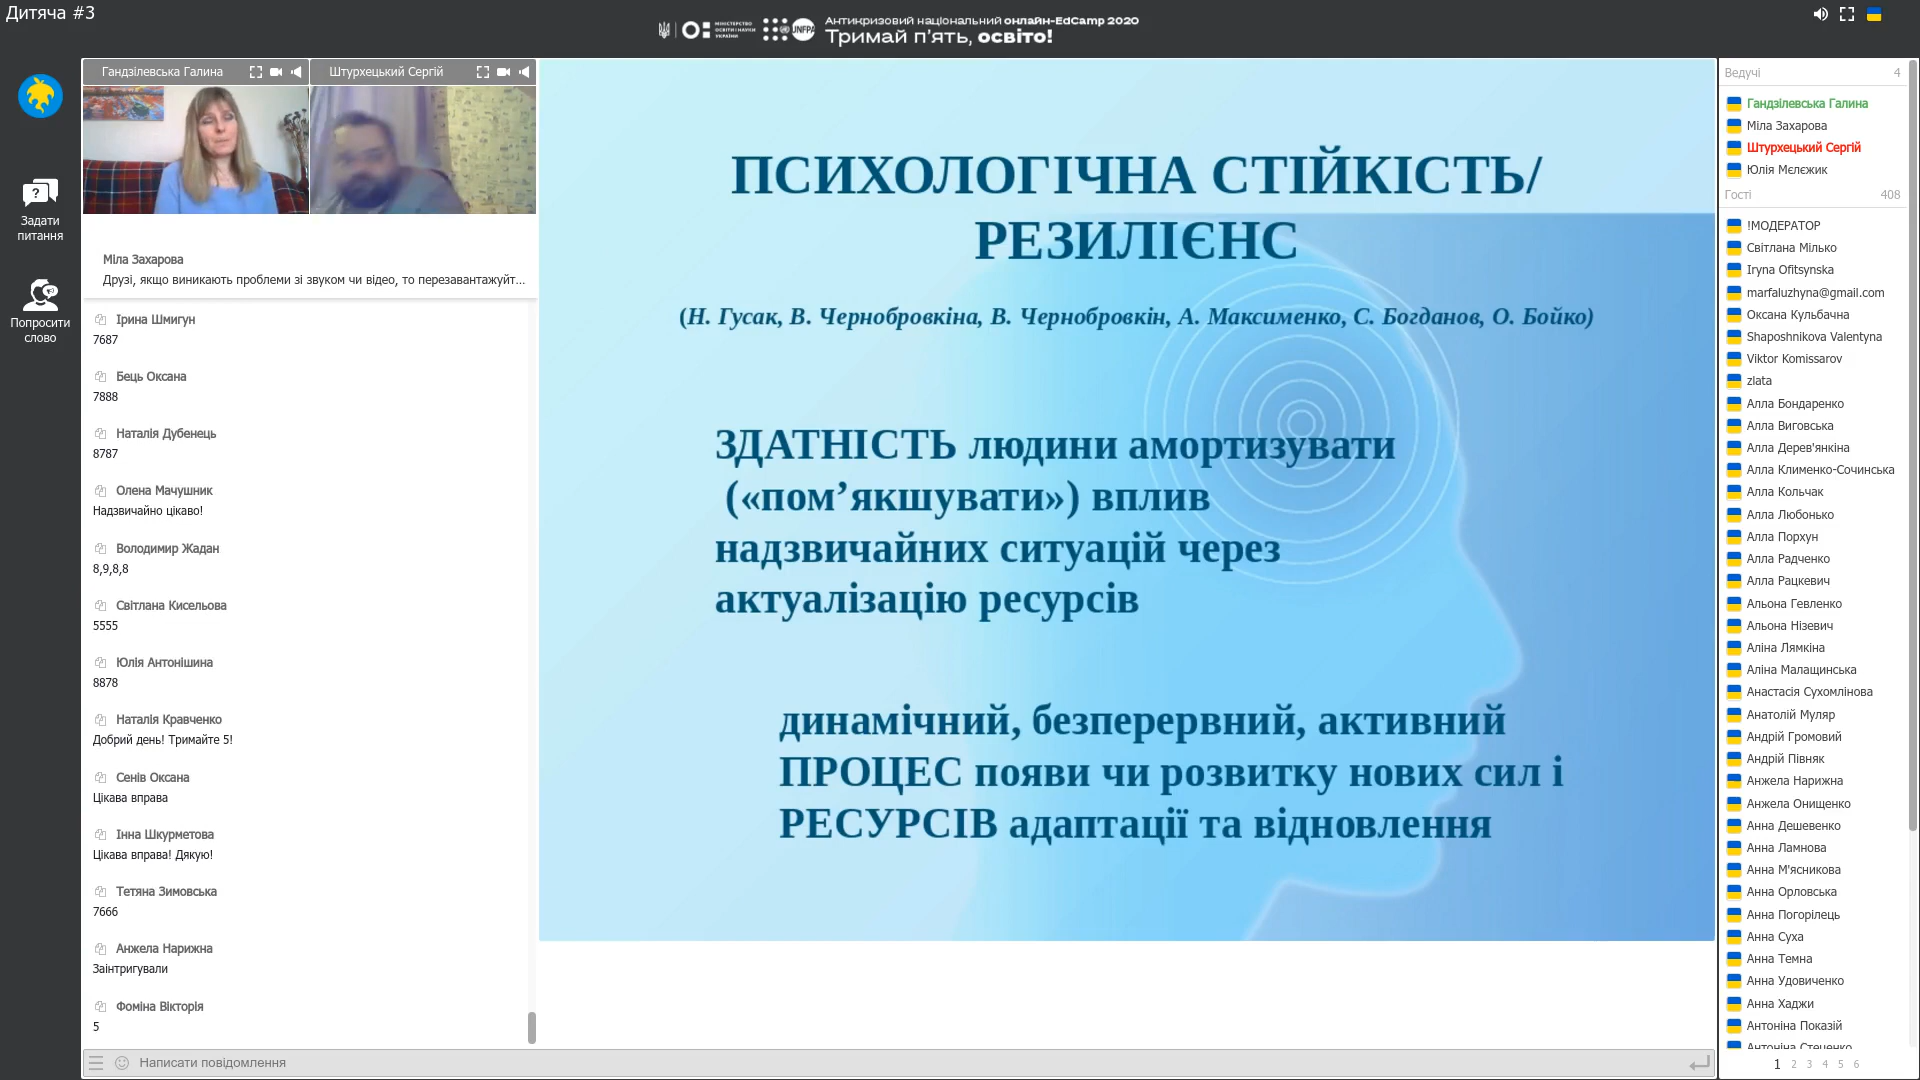 Дитяча #3
МІНІСТЕРСТВО
ОСВІТИ І НАУКИ
УКРАЇНИ
UNFPA
Антикризовий національний онлайн-EdCamp 2020
Тримай п'ять, освіто!
Задати
питання
Попросити
слово
Гандзілевська Галина
Штурхецький Сергій
Міла Захарова
Друзі, якщо виникають проблеми зі звуком чи відео, то перезавантажуйт...
Ірина Шмигун
7687
Бець Оксана
7888
Наталія Дубенець
8787
Олена Мачушник
Надзвичайно цікаво!
Володимир Жадан
8,9,8,8
Світлана Кисельова
5555
Юлія Антонішина
8878
Наталія Кравченко
Добрий день! Тримайте 5!
Сенів Оксана
Цікава вправа
Інна Шкурметова
Цікава вправа! Дякую!
Тетяна Зимовська
7666
Анжела Нарижна
Заінтригували
Фоміна Вікторія
5
Написати повідомлення
ПСИХОЛОГІЧНА СТІЙКІСТЬ/
РЕЗИЛІЄНС
(Н. Гусак, В. Чернобровкіна, В. Чернобровкін, А. Максименко, С. Богданов, О. Бойко)
ЗДАТНІСТЬ людини амортизувати
(«пом’якшувати») вплив
надзвичайних ситуацій через
актуалізацію ресурсів
динамічний, безперервний, активний
ПРОЦЕС появи чи розвитку нових сил і
РЕСУРСІВ адаптації та відновлення
Ведучі 4
Гандзілевська Галина
Міла Захарова
Штурхецький Сергій
Юлія Мєлєжик
Гості 408
!МОДЕРАТОР
Світлана Мілько
Iryna Ofitsynska
marfaluzhyna@gmail.com
Оксана Кульбачна
Shaposhnikova Valentyna
Viktor Komissarov
zlata
Алла Бондаренко
Алла Виговська
Алла Дерев'янкіна
Алла Клименко-Сочинська
Алла Кольчак
Алла Любонько
Алла Порхун
Алла Радченко
Алла Рацкевич
Альона Гевленко
Альона Нізевич
Аліна Лямкіна
Аліна Малащинська
Анастасія Сухомлінова
Анатолій Муляр
Андрій Громовий
Андрій Півняк
Анжела Нарижна
Анжела Онищенко
Анна Дешевенко
Анна Ламнова
Анна М'ясникова
Анна Орловська
Анна Погорілець
Анна Суха
Анна Темна
Анна Удовиченко
Анна Хаджи
Антоніна Показій
Антоніна Стеценко
1 2 3 4 5 6